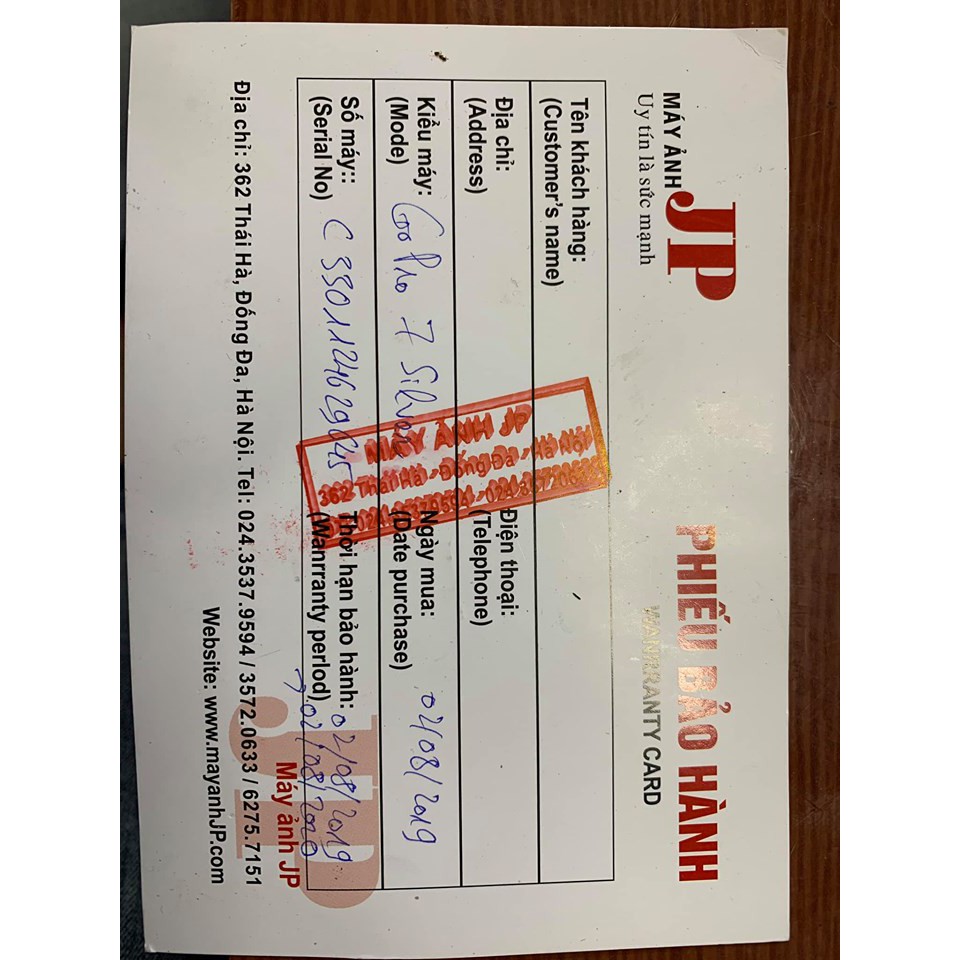 MÁY ẢNH JP
Uy tín là sức mạnh
PHIẾU BẢO HÀNH
WANRRANTY CARD
Tên khách hàng:
(Customer's name)
Địa chỉ:
(Address)
Điện thoại:
(Telephone)
Kiểu máy: GoPro 7 Silver
(Mode)
Ngày mua: 02/08/2019
(Date purchase)
Số máy:: C3301124629645
(Serial No)
Thời hạn bảo hành: 02/08/2019
(Wanrranty perlod) → 02/08/2020
MÁY ẢNH JP
362 Thái Hà, Đống Đa, Hà Nội
JP
Máy ảnh JP
Địa chỉ: 362 Thái Hà, Đống Đa, Hà Nội. Tel: 024.3537.9594 / 3572.0633 / 6275.7151
Website: www.mayanhJP.com